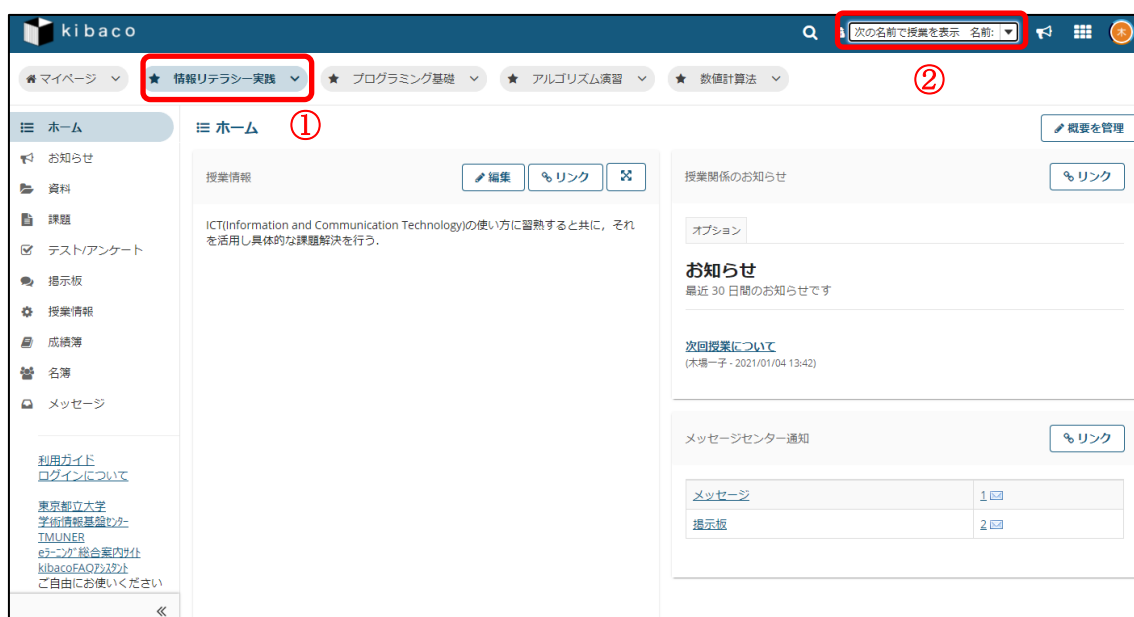 kibaco
次の名前で授業を表示 名前:
マイページ
情報リテラシー実践
プログラミング基礎
アルゴリズム演習
数値計算法
①
②
ホーム
お知らせ
資料
課題
テスト/アンケート
掲示板
授業情報
成績簿
名簿
メッセージ
利用ガイド
ログインについて
東京都立大学
学術情報基盤ｾﾝﾀｰ
TMUNER
eﾗｰﾆﾝｸﾞ総合案内ｻｲﾄ
kibacoFAQｱｼｽﾀﾝﾄ
ご自由にお使いください
ホーム
概要を管理
授業情報
編集
リンク
ICT(Information and Communication Technology)の使い方に習熟すると共に，それ
を活用し具体的な課題解決を行う．
授業関係のお知らせ
リンク
オプション
お知らせ
最近 30 日間のお知らせです
次回授業について
(木場一子 - 2021/01/04 13:42)
メッセージセンター通知
リンク
メッセージ 1
掲示板 2
木